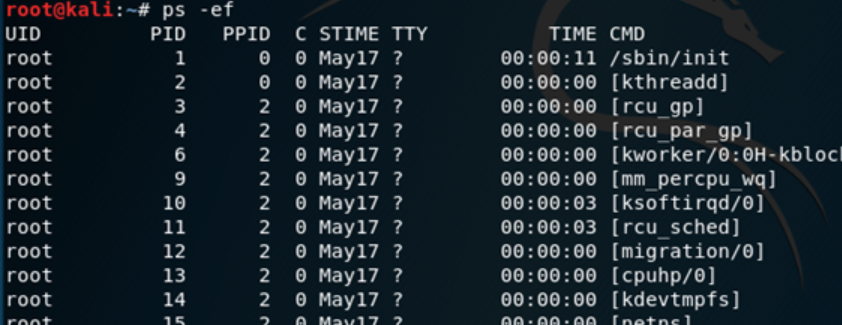 root@kali:~# ps -ef
UID PID PPID C STIME TTY TIME CMD
root 1 0 0 May17 ? 00:00:11 /sbin/init
root 2 0 0 May17 ? 00:00:00 [kthreadd]
root 3 2 0 May17 ? 00:00:00 [rcu_gp]
root 4 2 0 May17 ? 00:00:00 [rcu_par_gp]
root 6 2 0 May17 ? 00:00:00 [kworker/0:0H-kbloc
root 9 2 0 May17 ? 00:00:00 [mm_percpu_wq]
root 10 2 0 May17 ? 00:00:03 [ksoftirqd/0]
root 11 2 0 May17 ? 00:00:03 [rcu_sched]
root 12 2 0 May17 ? 00:00:00 [migration/0]
root 13 2 0 May17 ? 00:00:00 [cpuhp/0]
root 14 2 0 May17 ? 00:00:00 [kdevtmpfs]
root 15 2 0 May17 ? 00:00:00 [netns]